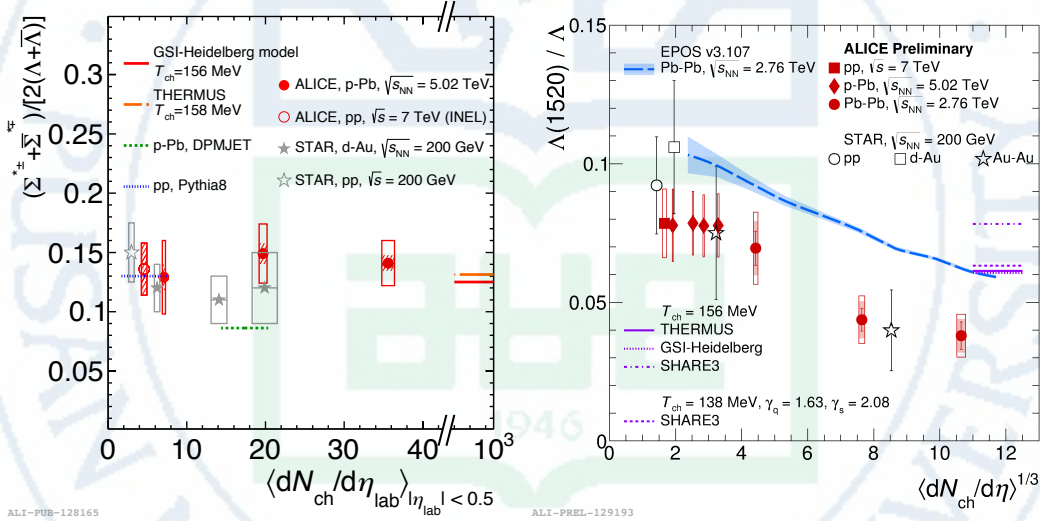 (Σ*± + Σ̄*∓)/[2(Λ+Λ̄)]
0.3
0.25
0.2
0.15
0.1
0.05
0 10 20 30 40 10³
⟨dN_ch/dη_lab⟩_|η_lab| < 0.5
GSI-Heidelberg model
T_ch=156 MeV
THERMUS
T_ch=158 MeV
p-Pb, DPMJET
pp, Pythia8
ALICE, p-Pb, √s_NN = 5.02 TeV
ALICE, pp, √s = 7 TeV (INEL)
STAR, d-Au, √s_NN = 200 GeV
STAR, pp, √s = 200 GeV
ALI-PUB-128165
Λ(1520) / Λ
0.15
0.1
0.05
0
0 2 4 6 8 10 12
⟨dN_ch/dη⟩^1/3
EPOS v3.107
Pb-Pb, √s_NN = 2.76 TeV
ALICE Preliminary
pp, √s = 7 TeV
p-Pb, √s_NN = 5.02 TeV
Pb-Pb, √s_NN = 2.76 TeV
STAR, √s_NN = 200 GeV
pp d-Au Au-Au
T_ch = 156 MeV
THERMUS
GSI-Heidelberg
SHARE3
T_ch = 138 MeV, γ_q = 1.63, γ_s = 2.08
SHARE3
ALI-PREL-129193
1946